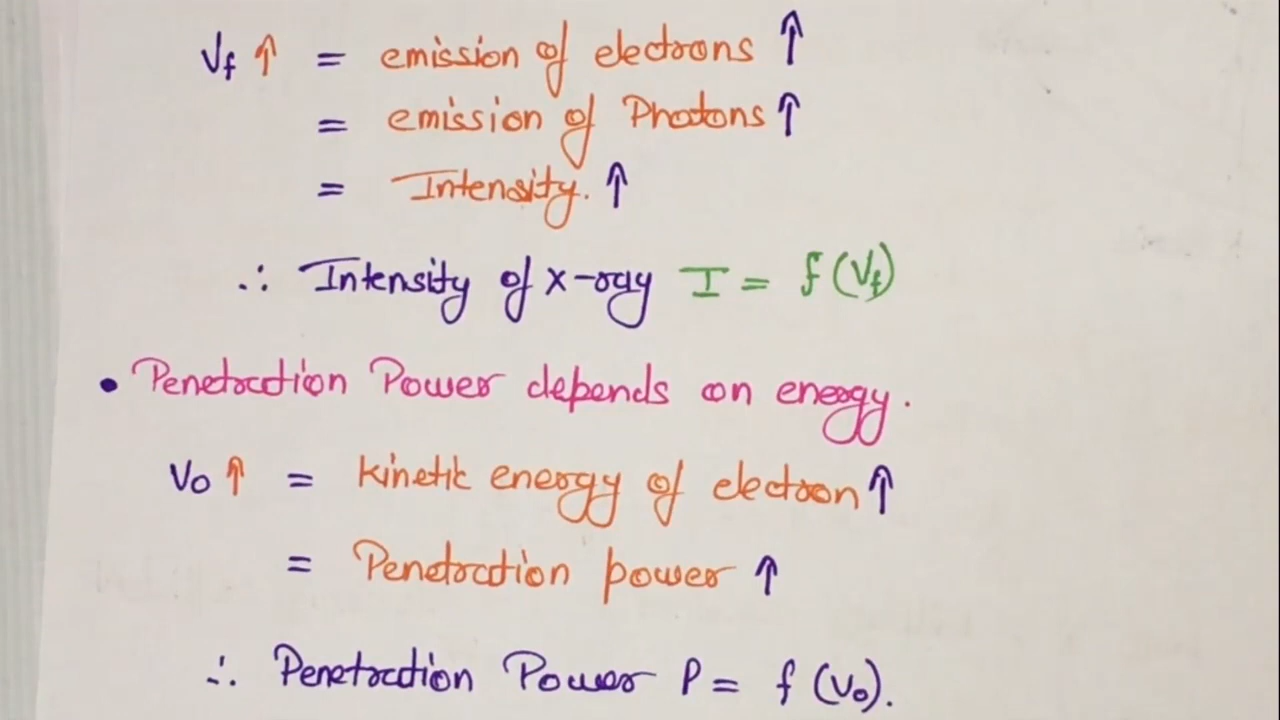 Vf ↑ = emission of electrons ↑
= emission of Photons ↑
= Intensity. ↑
∴ Intensity of x-ray I = f(Vf)
• Penetration Power depends on energy.
Vo ↑ = kinetic energy of electron ↑
= Penetration power ↑
∴ Penetration Power P = f (Vo).